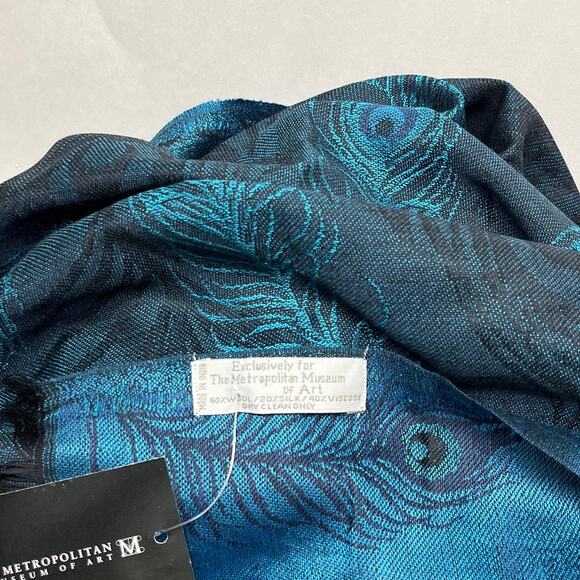 MADE IN INDIA
Exclusively for
The Metropolitan Museum
OF Art
40%WOOL/20%SILK/40%VISCOSE
DRY CLEAN ONLY
METROPOLITAN M
OF ART